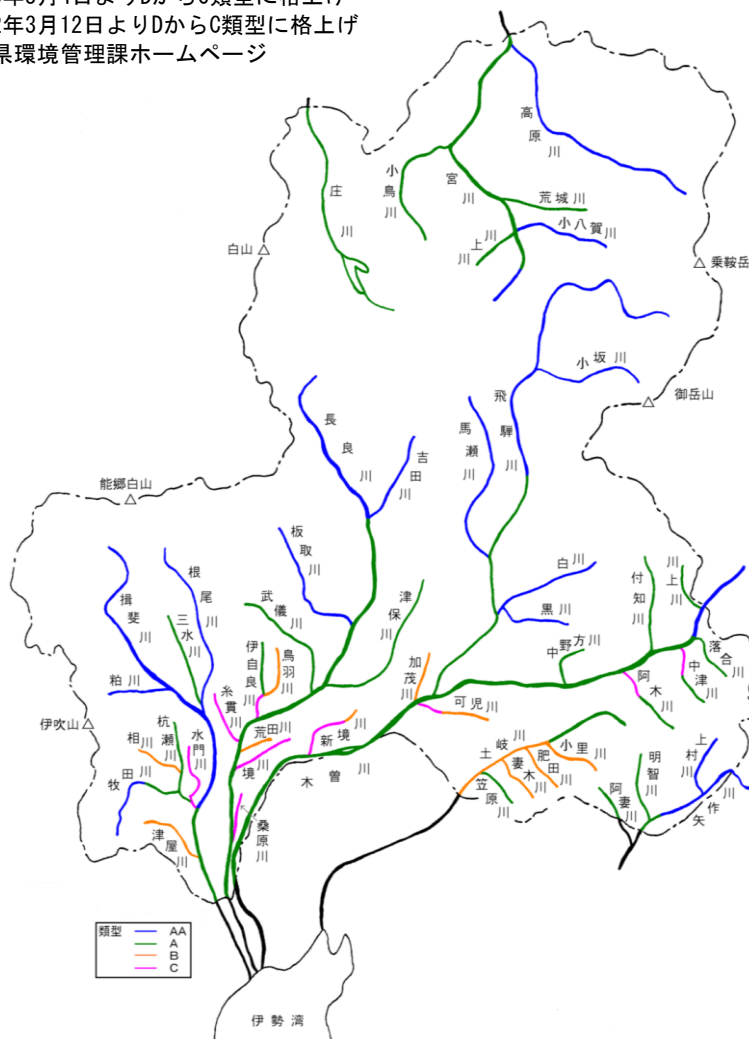 年3月4日よりDからC類型に格上げ
2年3月12日よりDからC類型に格上げ
県環境管理課ホームページ
高原川
小鳥川
宮川
庄川
荒城川
小八賀川
川上川
白山
乗鞍岳
小坂川
飛騨川
御岳山
馬瀬川
長良川
吉田川
能郷白山
板取川
白川
黒川
付知川
川上川
根尾川
揖斐川
三水川
武儀川
津保川
伊自良川
鳥羽川
加茂川
中野方川
落合川
中津川
阿木川
粕川
糸貫川
可児川
伊吹山
杭瀬川
水門川
相川
荒田川
新境川
境川
木曽川
土岐川
小里川
肥田川
妻木川
笠原川
明智川
上村川
矢作川
阿妻川
牧田川
桑原川
津屋川
類型
AA
A
B
C
伊勢湾